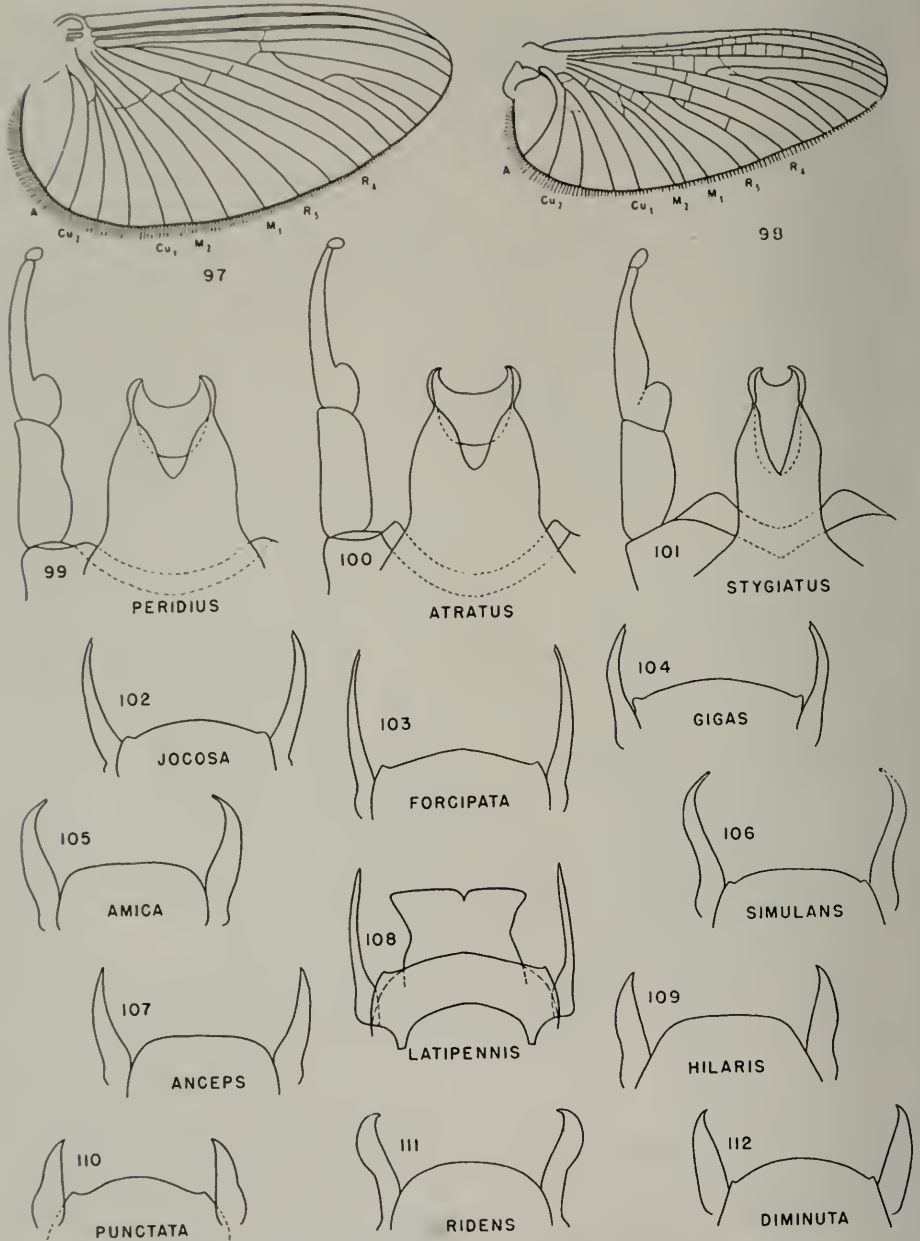 A Cu₂ Cu₁ M₂ M₁ R₅ R₄
97
A Cu₂ Cu₁ M₂ M₁ R₅ R₄
98
99
PERIDIUS
100
ATRATUS
101
STYGIATUS
102
JOCOSA
103
FORCIPATA
104
GIGAS
105
AMICA
106
SIMULANS
107
ANCEPS
108
LATIPENNIS
109
HILARIS
110
PUNCTATA
111
RIDENS
112
DIMINUTA